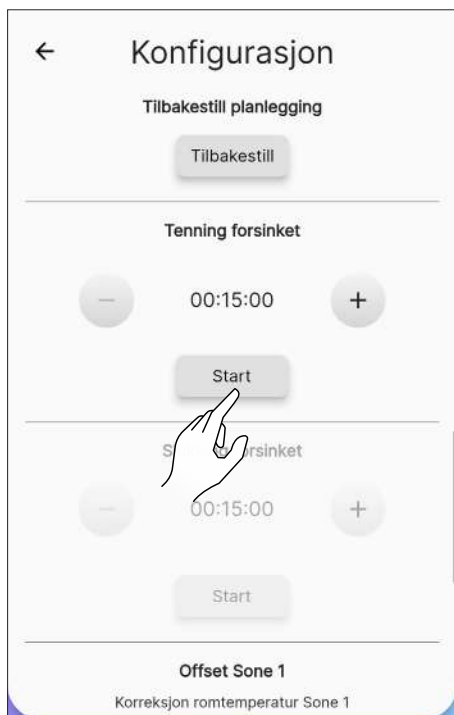 Konfigurasjon
Tilbakestill planlegging
Tilbakestill
Tenning forsinket
00:15:00
Start
00:15:00
Start
Offset Sone 1
Korreksjon romtemperatur Sone 1